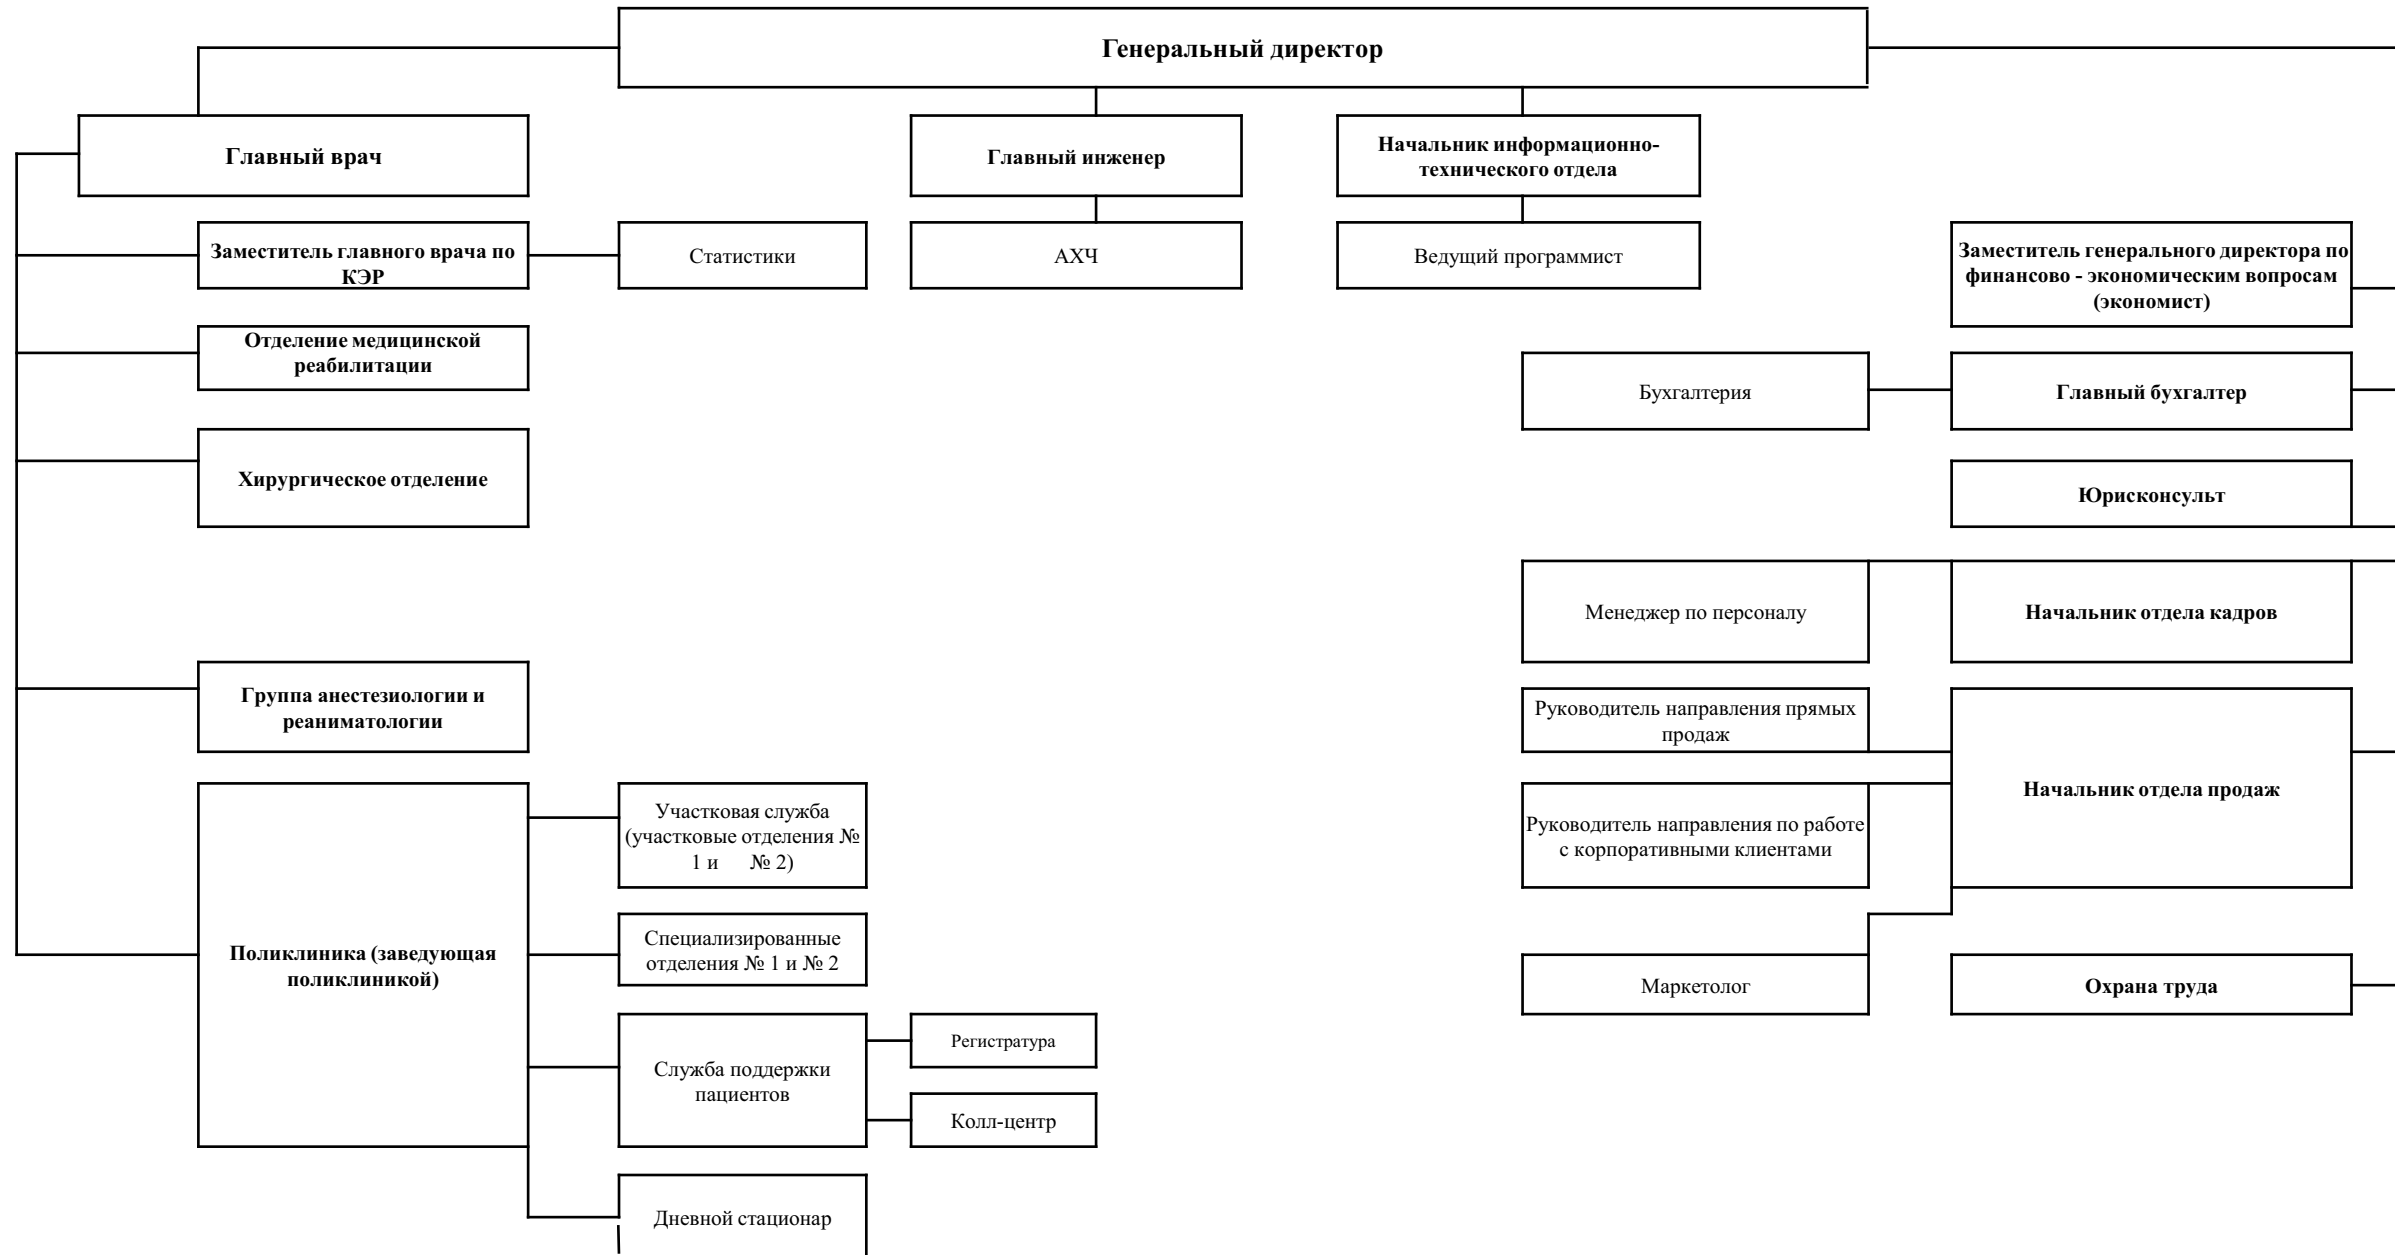 Генеральный директор
Главный врач
Главный инженер
Начальник информационно-
технического отдела
Заместитель главного врача по
КЭР
Статистики
АХЧ
Ведущий программист
Заместитель генерального директора по
финансово - экономическим вопросам
(экономист)
Отделение медицинской
реабилитации
Бухгалтерия
Главный бухгалтер
Хирургическое отделение
Юрисконсульт
Менеджер по персоналу
Начальник отдела кадров
Группа анестезиологии и
реаниматологии
Руководитель направления прямых
продаж
Начальник отдела продаж
Участковая служба
(участковые отделения №
1 и № 2)
Руководитель направления по работе
с корпоративными клиентами
Поликлиника (заведующая
поликлиникой)
Специализированные
отделения № 1 и № 2
Маркетолог
Охрана труда
Служба поддержки
пациентов
Регистратура
Колл-центр
Дневной стационар